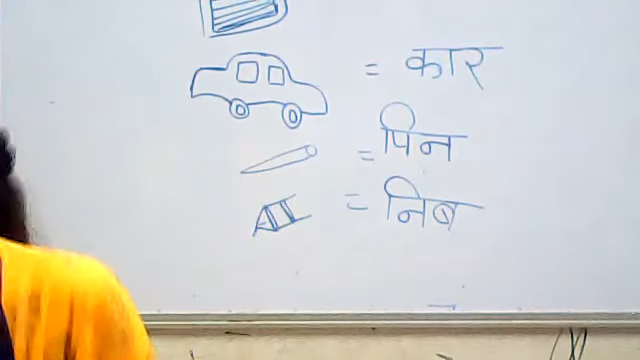 = कार
= पिन
= निब